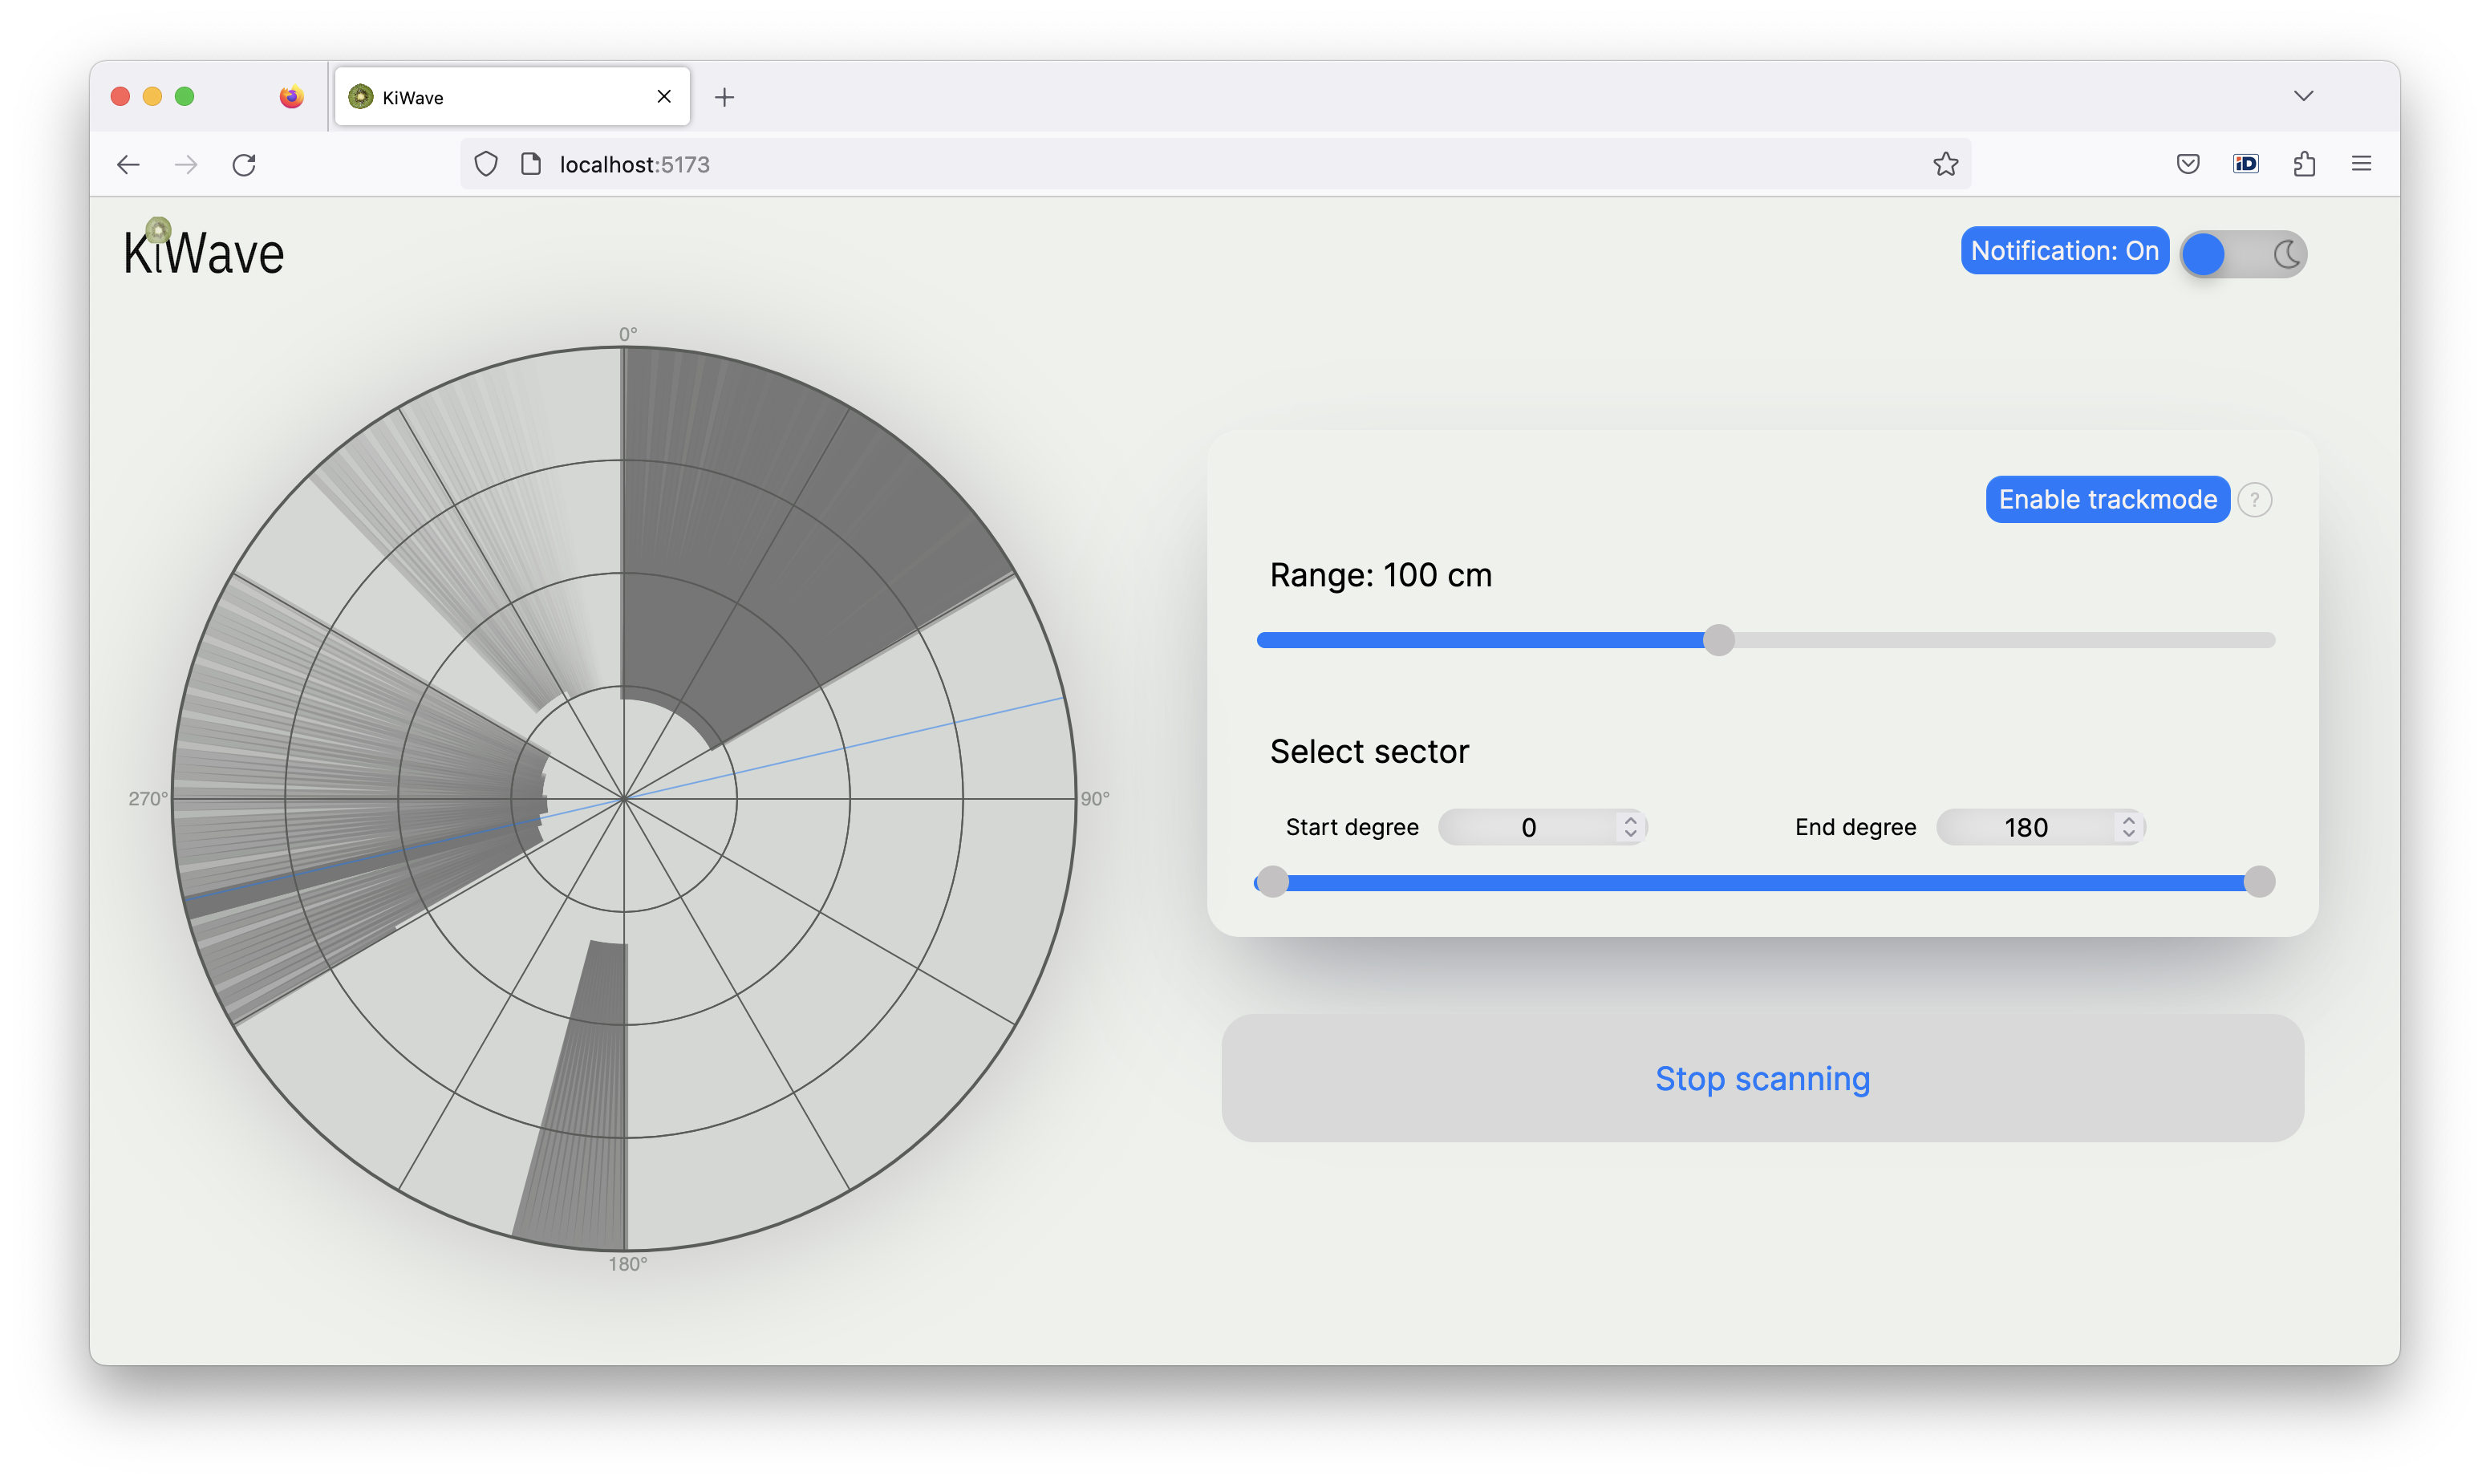 KiWave
localhost:5173
KiWave
Notification: On
0°
270°
90°
180°
Enable trackmode ?
Range: 100 cm
Select sector
Start degree 0 End degree 180
Stop scanning
iD